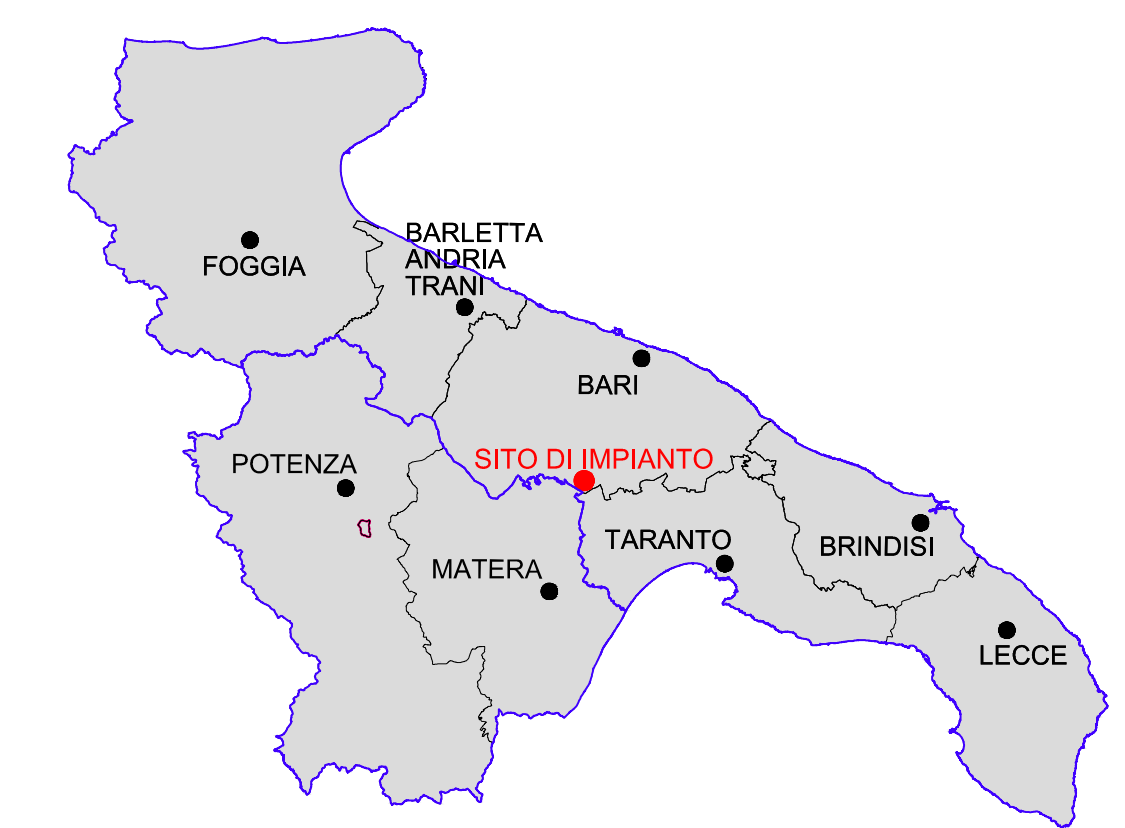 BARLETTA
ANDRIA
TRANI
FOGGIA
BARI
SITO DI IMPIANTO
POTENZA
TARANTO
BRINDISI
MATERA
LECCE